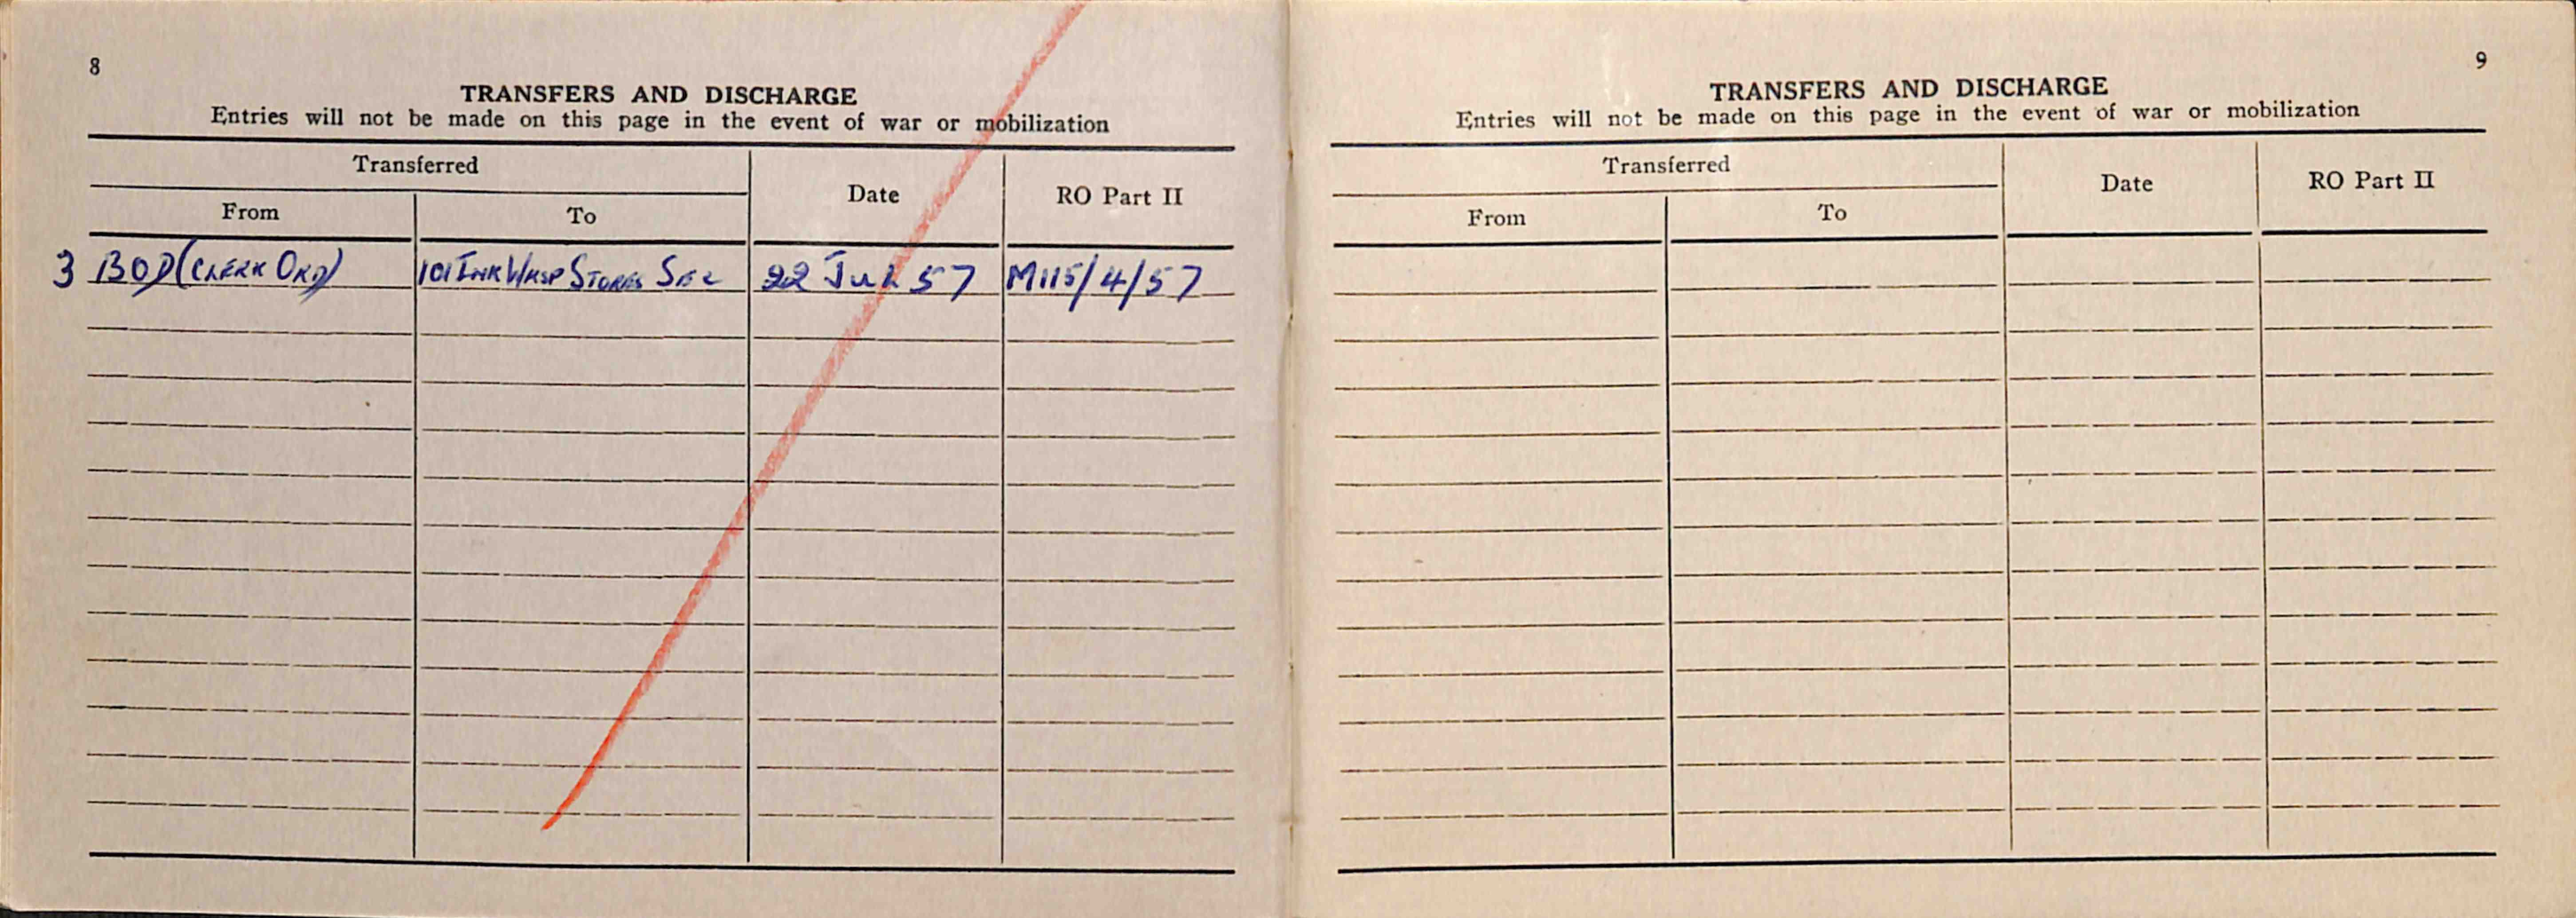 8
TRANSFERS AND DISCHARGE
Entries will not be made on this page in the event of war or mobilization
Transferred
From
To
Date
RO Part II
3 BOD (CLERK ORD)
101 Inf Wksp Stores Sec
22 Jul 57
M115/4/57
9
TRANSFERS AND DISCHARGE
Entries will not be made on this page in the event of war or mobilization
Transferred
From
To
Date
RO Part II